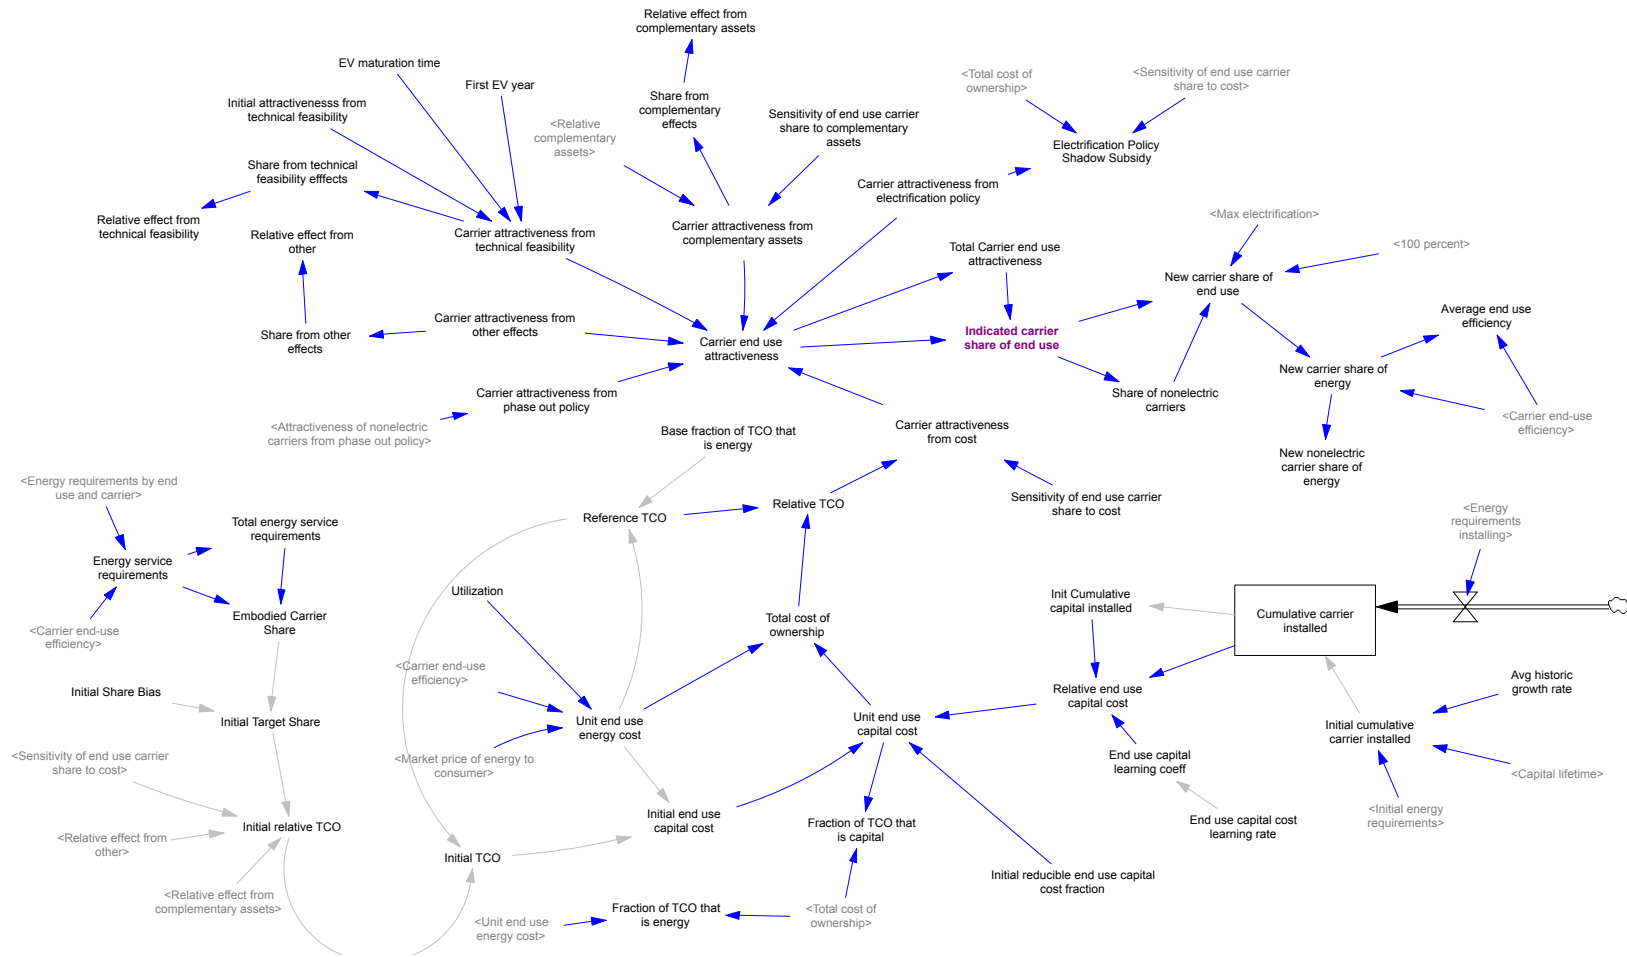 Relative effect from
complementary assets
EV maturation time
First EV year
<Total cost of
ownership>
<Sensitivity of end use carrier
share to cost>
Initial attractivenesss from
technical feasibility
Share from
complementary
effects
Sensitivity of end use carrier
share to complementary
assets
<Relative
complementary
assets>
Electrification Policy
Shadow Subsidy
Share from technical
feasibility efffects
Carrier attractiveness from
electrification policy
Relative effect from
technical feasibility
Relative effect from
other
Carrier attractiveness from
technical feasibility
Carrier attractiveness from
complementary assets
<Max electrification>
<100 percent>
Total Carrier end use
attractiveness
New carrier share of
end use
Share from other
effects
Carrier attractiveness from
other effects
Carrier end use
attractiveness
Indicated carrier
share of end use
Average end use
efficiency
New carrier share of
energy
Carrier attractiveness from
phase out policy
Share of nonelectric
carriers
<Attractiveness of nonelectric
carriers from phase out policy>
<Carrier end-use
efficiency>
Base fraction of TCO that
is energy
Carrier attractiveness
from cost
New nonelectric
carrier share of
energy
<Energy requirements by end
use and carrier>
Total energy service
requirements
Reference TCO
Relative TCO
Sensitivity of end use carrier
share to cost
<Energy
requirements
installing>
Energy service
requirements
Utilization
Init Cumulative
capital installed
Cumulative carrier
installed
<Carrier end-use
efficiency>
Embodied Carrier
Share
Total cost of
ownership
<Carrier end-use
efficiency>
Initial Share Bias
Initial Target Share
Relative end use
capital cost
Avg historic
growth rate
Unit end use
energy cost
Unit end use
capital cost
Initial cumulative
carrier installed
<Sensitivity of end use carrier
share to cost>
<Market price of energy to
consumer>
End use capital
learning coeff
<Capital lifetime>
Initial relative TCO
Initial end use
capital cost
Fraction of TCO that
is capital
End use capital cost
learning rate
<Initial energy
requirements>
<Relative effect from
other>
Initial TCO
Initial reducible end use capital
cost fraction
<Relative effect from
complementary assets>
<Unit end use
energy cost>
Fraction of TCO that
is energy
<Total cost of
ownership>